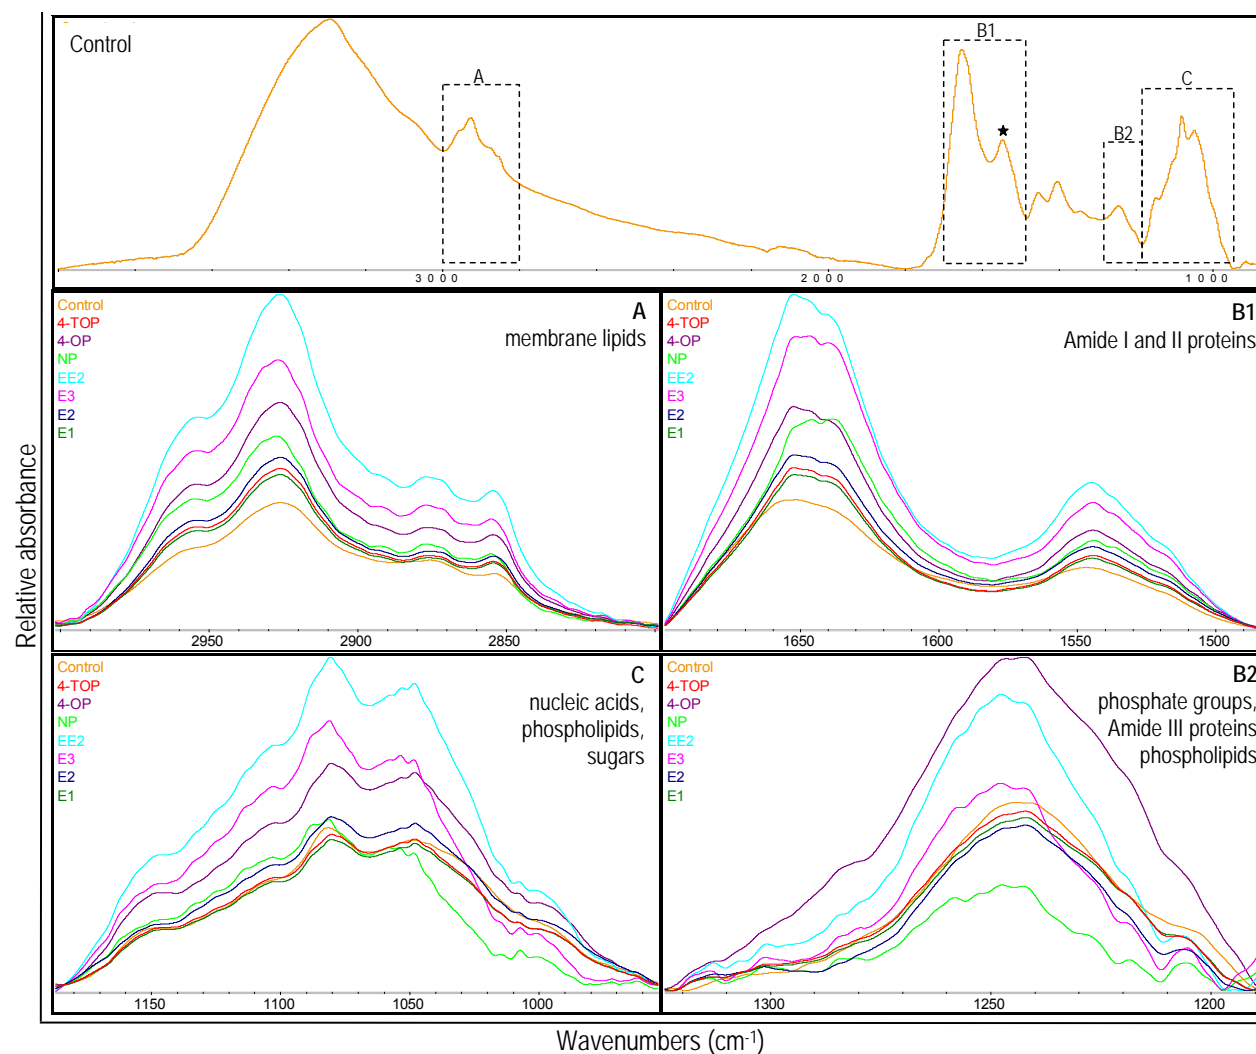 Control
A
B1
B2
C
3000
2000
1000
Relative absorbance
Control
4-TOP
4-OP
NP
EE2
E3
E2
E1
A
membrane lipids
2950
2900
2850
Control
4-TOP
4-OP
NP
EE2
E3
E2
E1
B1
Amide I and II proteins
1650
1600
1550
1500
Control
4-TOP
4-OP
NP
EE2
E3
E2
E1
C
nucleic acids,
phospholipids,
sugars
1150
1100
1050
1000
Control
4-TOP
4-OP
NP
EE2
E3
E2
E1
B2
phosphate groups,
Amide III proteins
phospholipids
1300
1250
1200
Wavenumbers (cm-1)